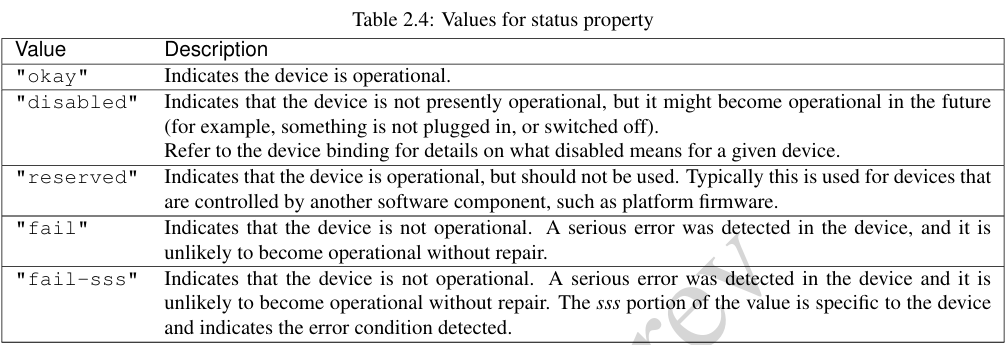 Table 2.4: Values for status property
Value Description
"okay" Indicates the device is operational.
"disabled" Indicates that the device is not presently operational, but it might become operational in the future
(for example, something is not plugged in, or switched off).
Refer to the device binding for details on what disabled means for a given device.
"reserved" Indicates that the device is operational, but should not be used. Typically this is used for devices that
are controlled by another software component, such as platform firmware.
"fail" Indicates that the device is not operational. A serious error was detected in the device, and it is
unlikely to become operational without repair.
"fail-sss" Indicates that the device is not operational. A serious error was detected in the device and it is
unlikely to become operational without repair. The sss portion of the value is specific to the device
and indicates the error condition detected.
rev